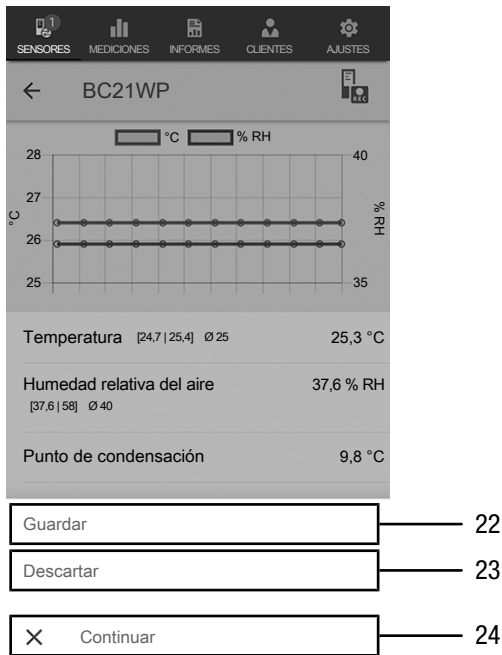 1
SENSORES MEDICIONES INFORMES CLIENTES AJUSTES
BC21WP
REC
°C % RH
28 40
27
°C
% RH
26
25 35
Temperatura [24,7 | 25,4] Ø 25 25,3 °C
Humedad relativa del aire 37,6 % RH
[37,6 | 58] Ø 40
Punto de condensación 9,8 °C
Guardar 22
Descartar 23
Continuar 24